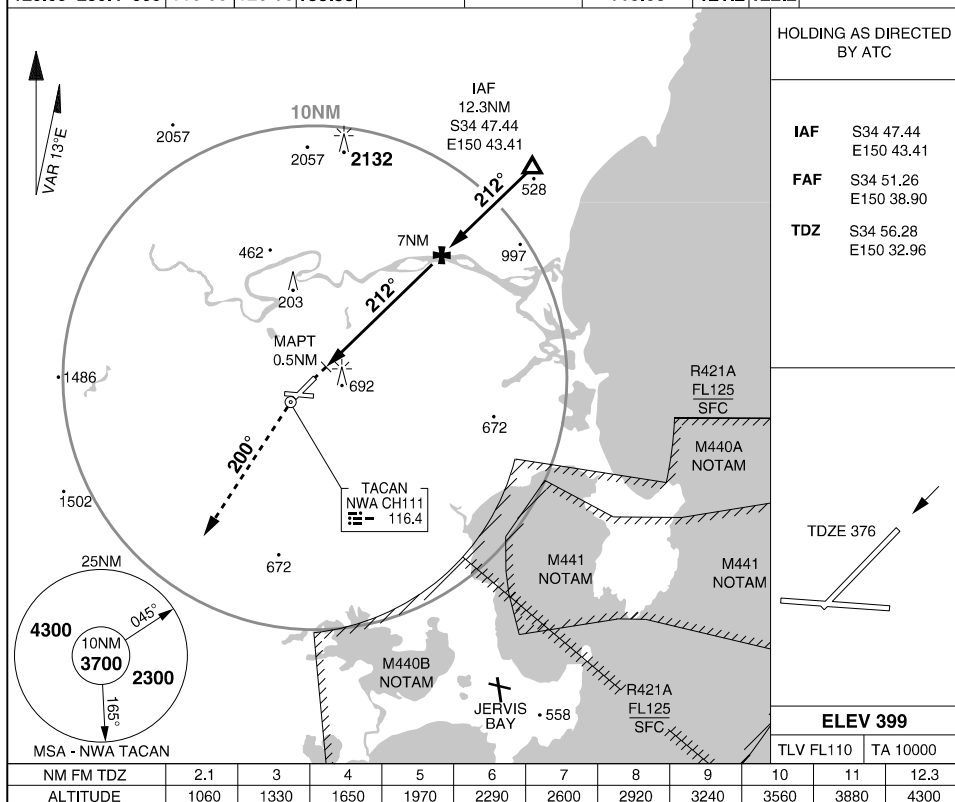 HOLDING AS DIRECTED
BY ATC
IAF S34 47.44
E150 43.41
FAF S34 51.26
E150 38.90
TDZ S34 56.28
E150 32.96
VAR 13°E
10NM
2057
2057
2132
IAF
12.3NM
S34 47.44
E150 43.41
528
212°
7NM
997
462
203
212°
MAPT
0.5NM
692
1486
672
R421A
FL125
SFC
M440A
NOTAM
200°
TACAN
NWA CH111
116.4
1502
672
M441
NOTAM
M441
NOTAM
TDZE 376
25NM
4300
045°
10NM
3700
2300
165°
MSA - NWA TACAN
M440B
NOTAM
JERVIS
BAY
558
R421A
FL125
SFC
ELEV 399
TLV FL110 TA 10000
NM FM TDZ 2.1 3 4 5 6 7 8 9 10 11 12.3
ALTITUDE 1060 1330 1650 1970 2290 2600 2920 3240 3560 3880 4300